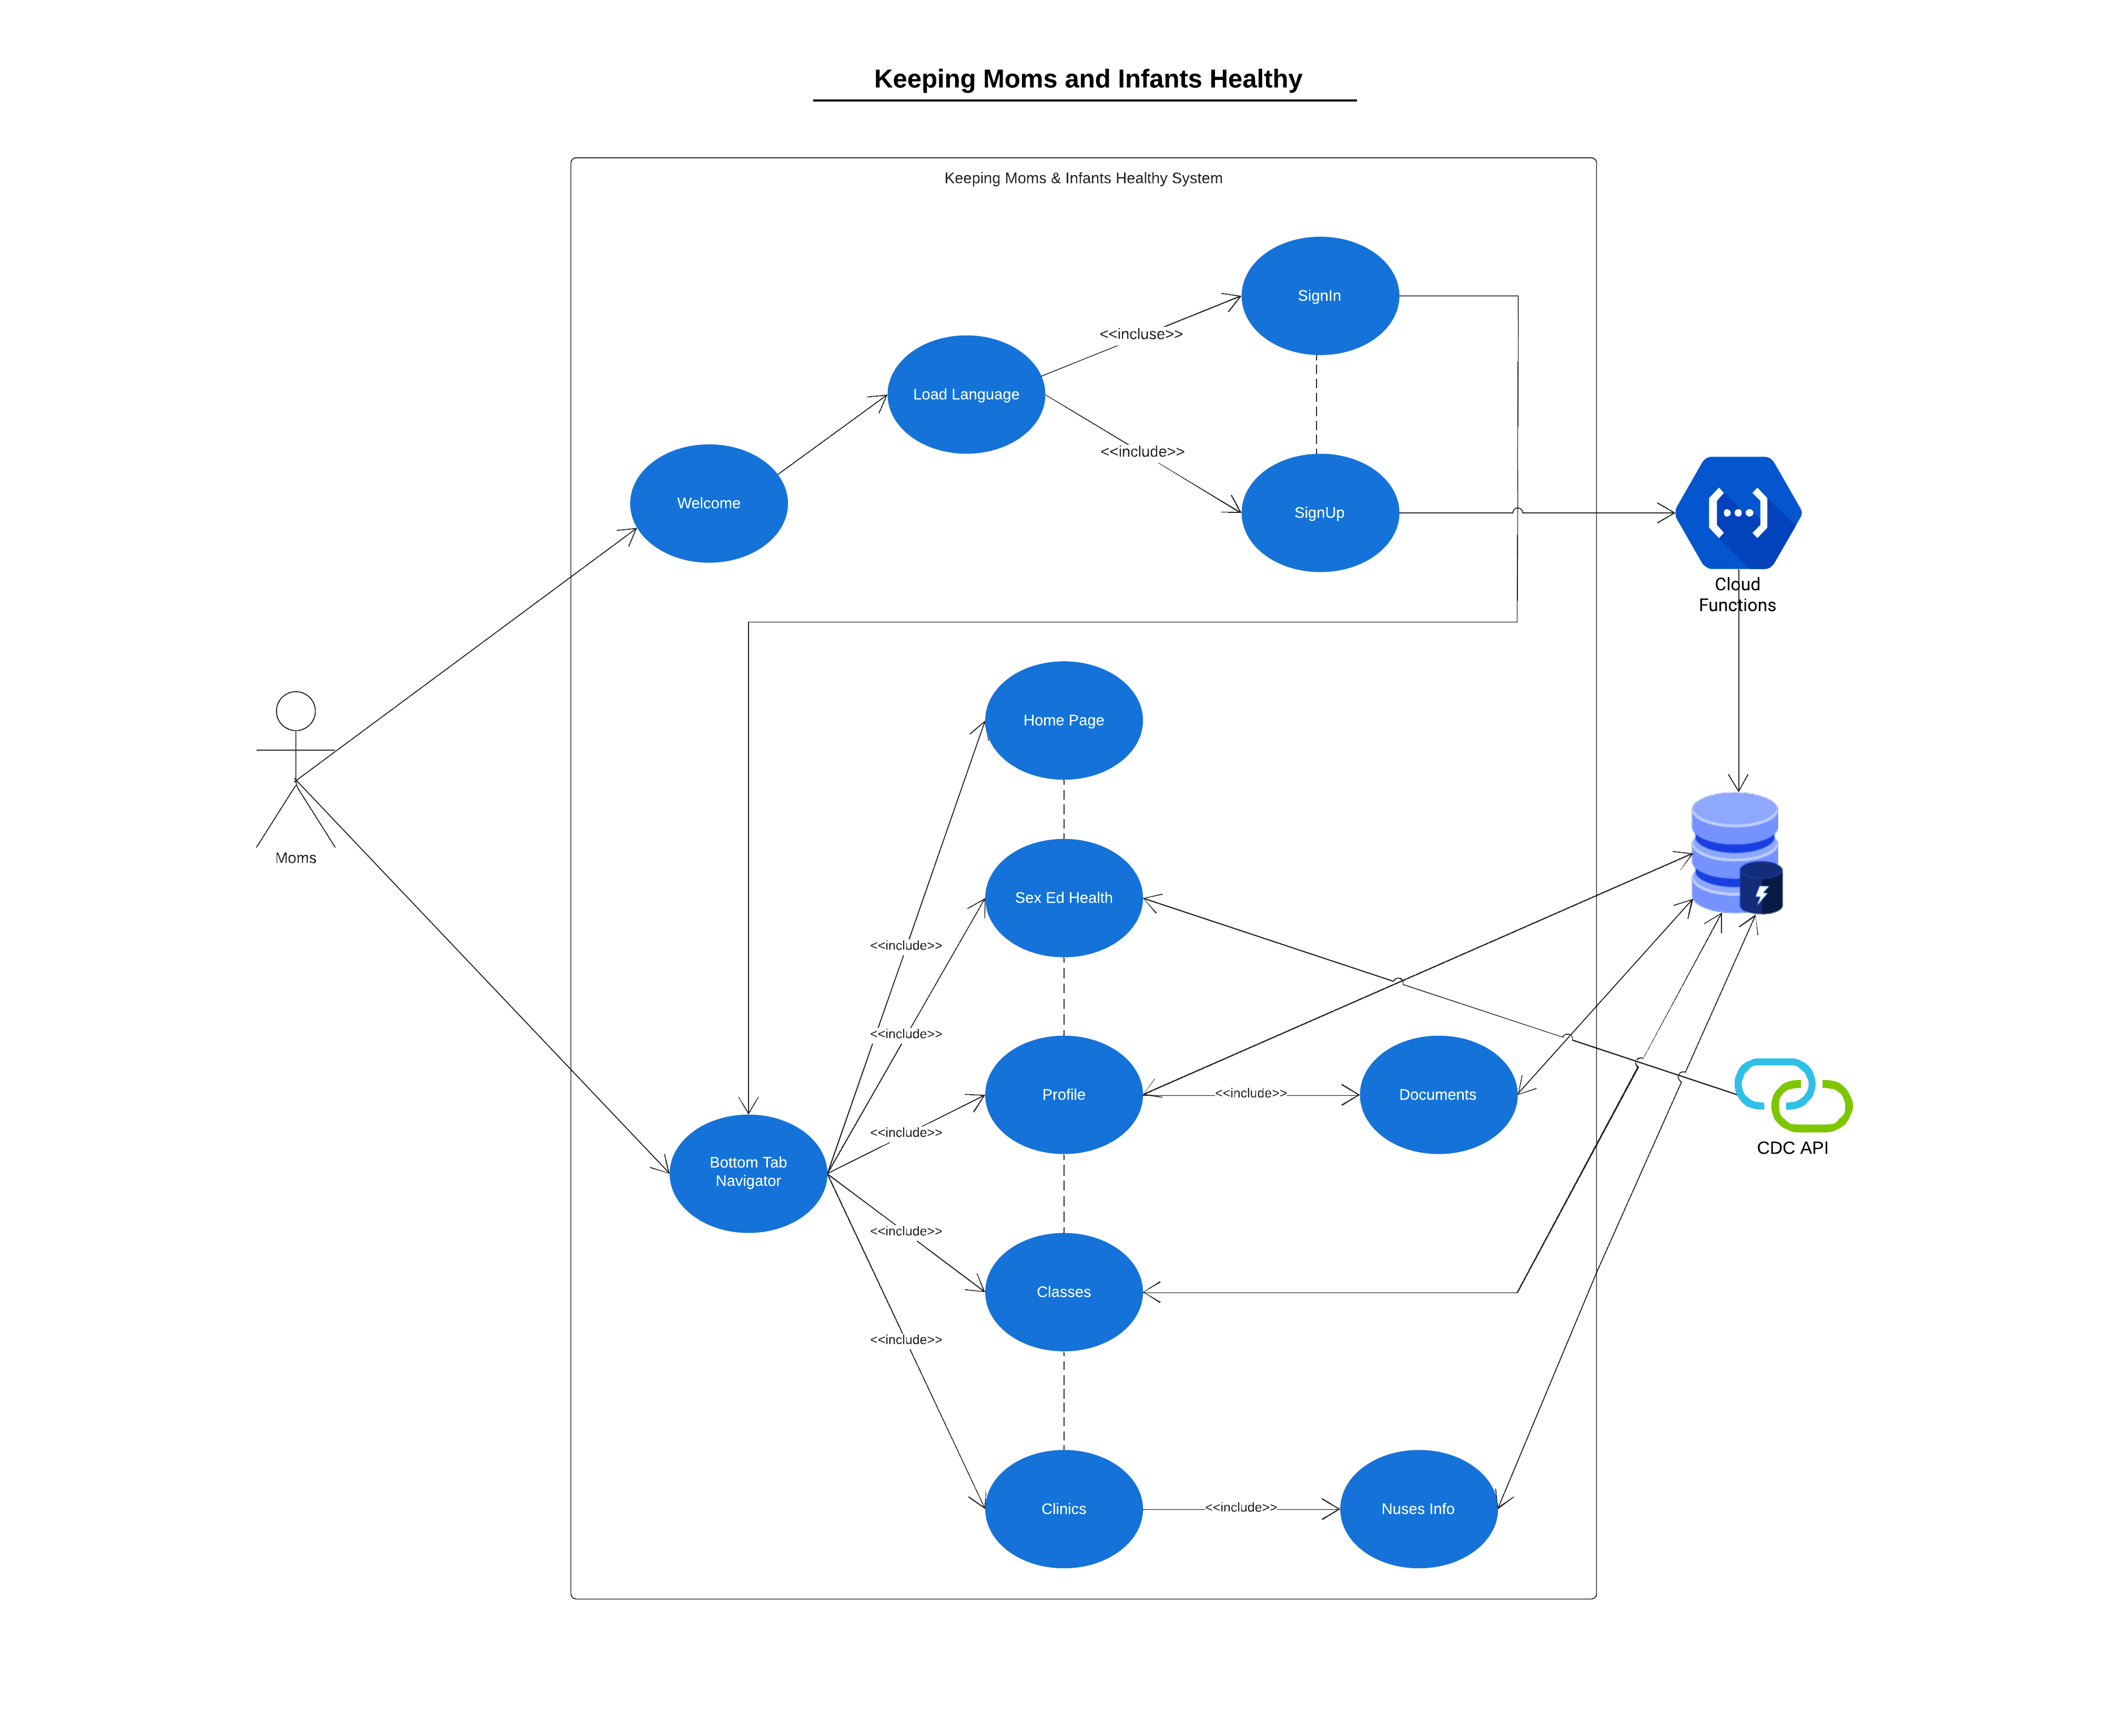 Keeping Moms and Infants Healthy
Keeping Moms & Infants Healthy System
SignIn
<<incluse>>
Load Language
<<include>>
Welcome
SignUp
Cloud
Functions
Home Page
Moms
Sex Ed Health
<<include>>
<<include>>
Profile
<<include>>
Documents
<<include>>
CDC API
Bottom Tab
Navigator
<<include>>
Classes
<<include>>
Clinics
<<include>>
Nuses Info